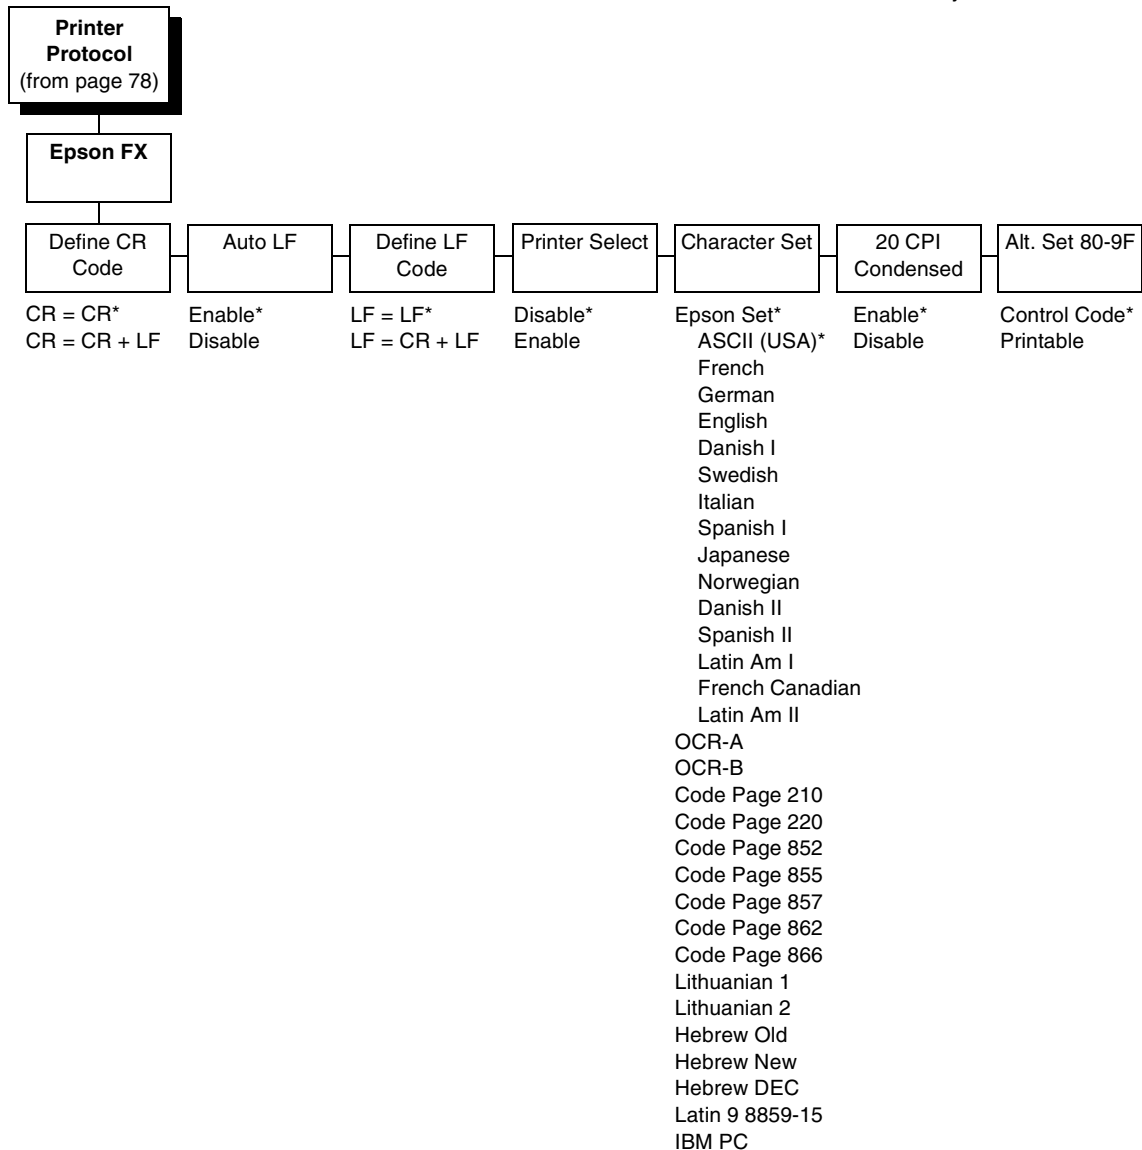 Printer
Protocol
(from page 78)
Epson FX
Define CR
Code
Auto LF
Define LF
Code
Printer Select
Character Set
20 CPI
Condensed
Alt. Set 80-9F
CR = CR*
CR = CR + LF
Enable*
Disable
LF = LF*
LF = CR + LF
Disable*
Enable
Epson Set*
ASCII (USA)*
French
German
English
Danish I
Swedish
Italian
Spanish I
Japanese
Norwegian
Danish II
Spanish II
Latin Am I
French Canadian
Latin Am II
OCR-A
OCR-B
Code Page 210
Code Page 220
Code Page 852
Code Page 855
Code Page 857
Code Page 862
Code Page 866
Lithuanian 1
Lithuanian 2
Hebrew Old
Hebrew New
Hebrew DEC
Latin 9 8859-15
IBM PC
Enable*
Disable
Control Code*
Printable